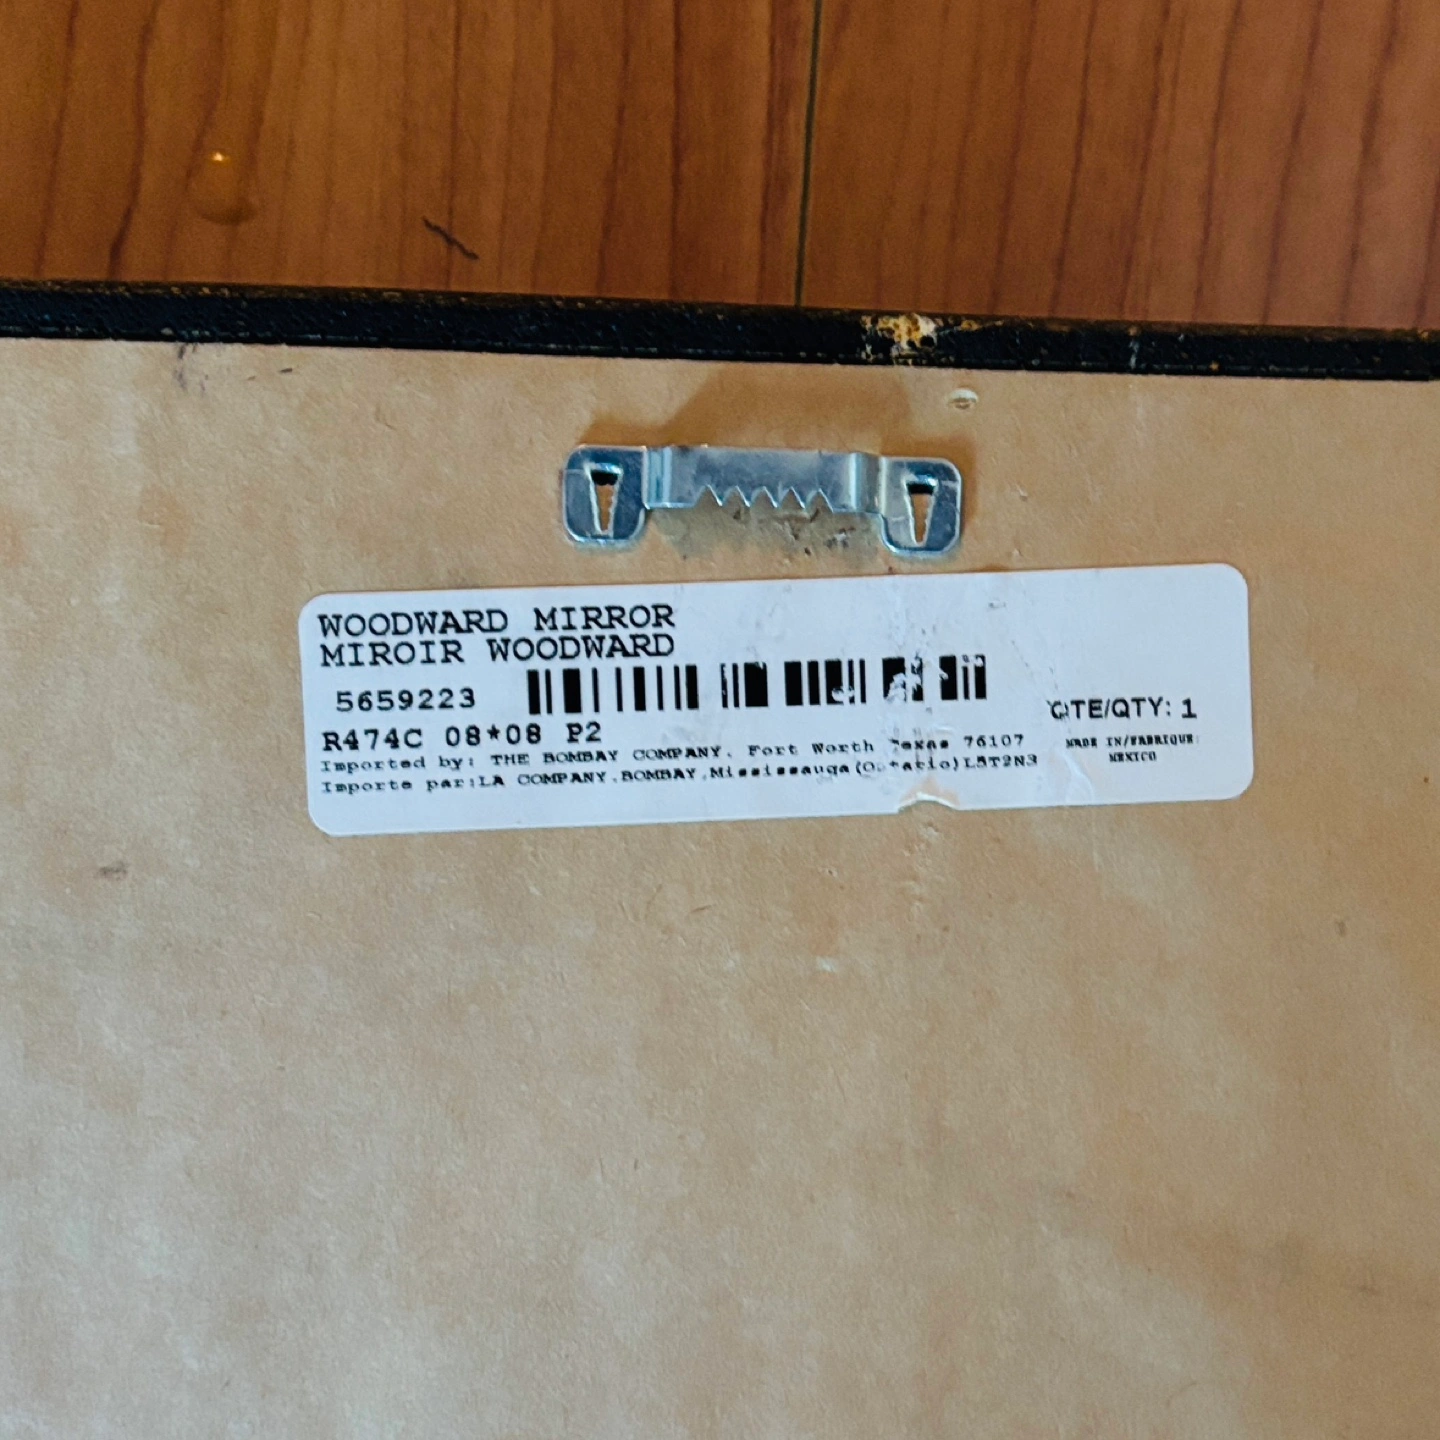 WOODWARD MIRROR
MIROIR WOODWARD
5659223
R474C 08*08 P2
QTE/QTY: 1
Imported by: THE BOMBAY COMPANY. Fort Worth Texas 76107
Importe par:LA COMPANY.BOMBAY.Mississauga(Ontario)L5T2N3
MADE IN/FABRIQUE
MEXICO